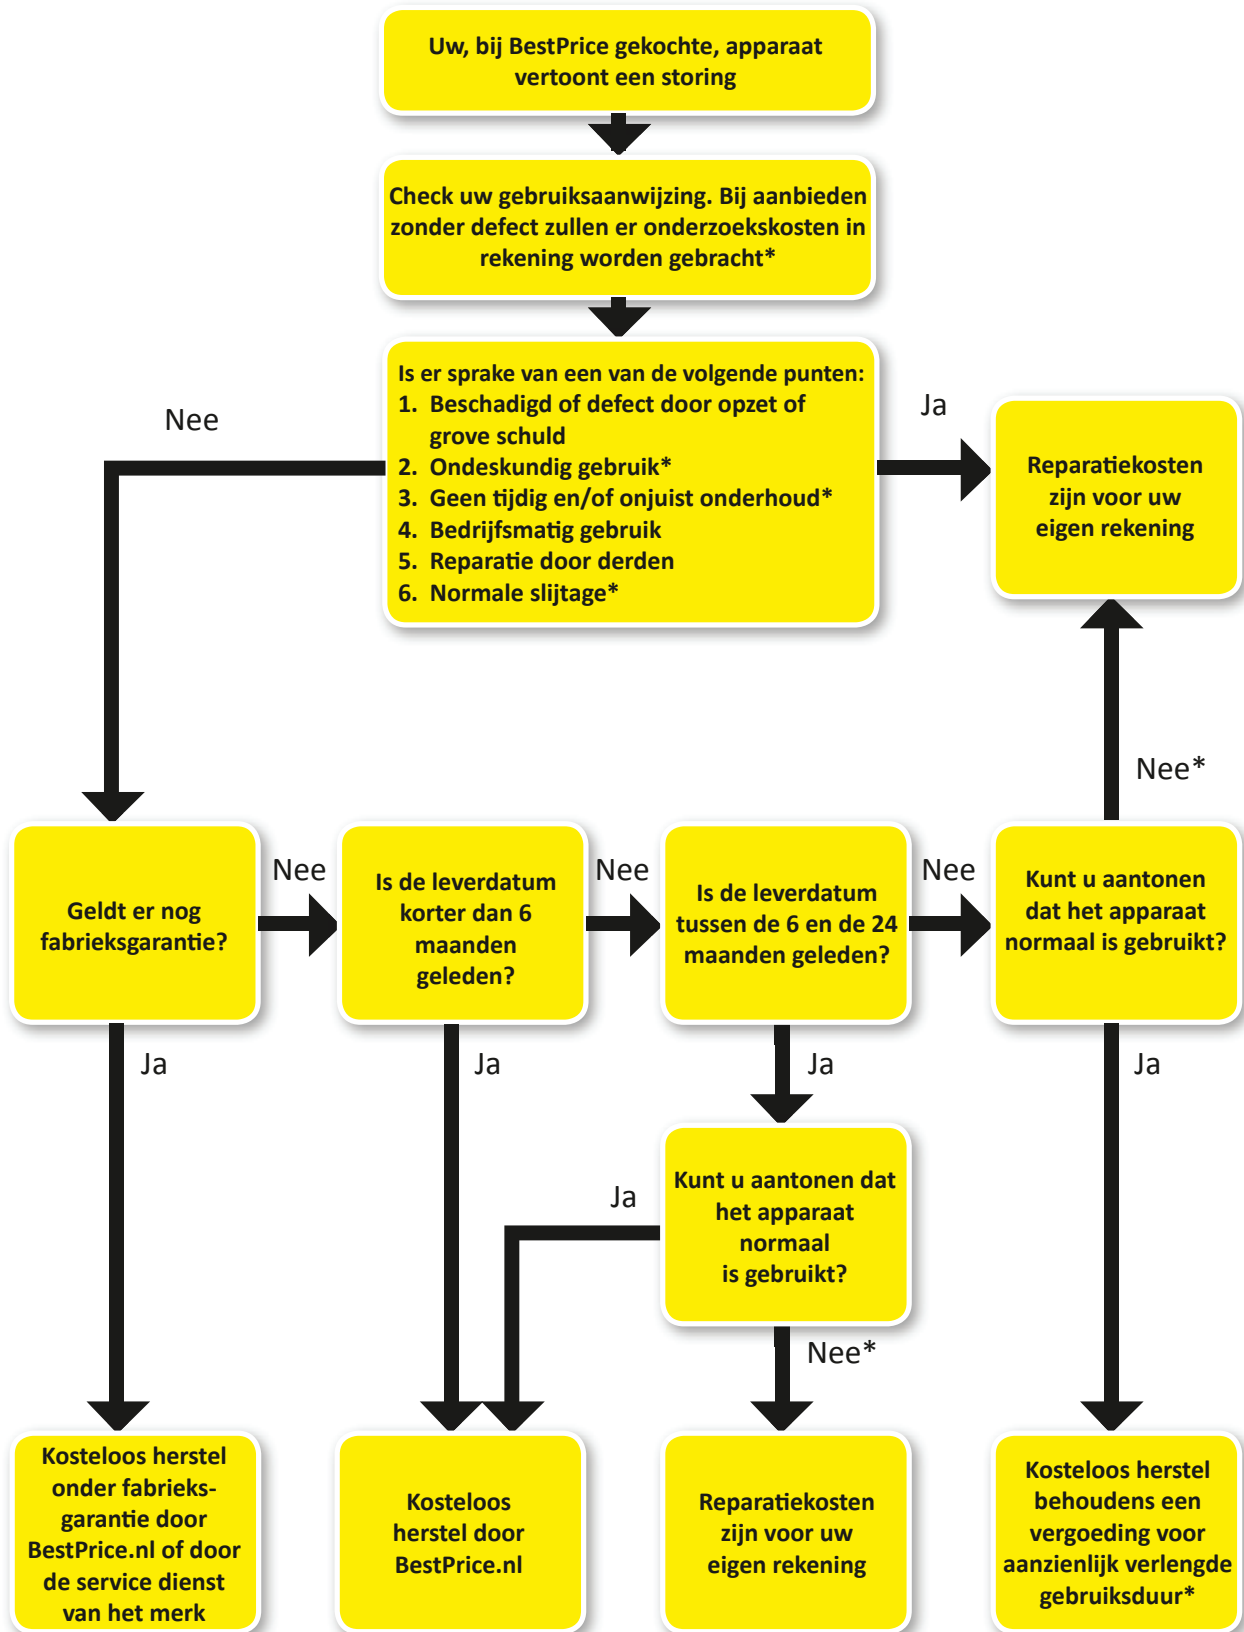 Uw, bij BestPrice gekochte, apparaat
vertoont een storing
Check uw gebruiksaanwijzing. Bij aanbieden
zonder defect zullen er onderzoekskosten in
rekening worden gebracht*
Is er sprake van een van de volgende punten:
1. Beschadigd of defect door opzet of
grove schuld
2. Ondeskundig gebruik*
3. Geen tijdig en/of onjuist onderhoud*
4. Bedrijfsmatig gebruik
5. Reparatie door derden
6. Normale slijtage*
Nee
Ja
Reparatiekosten
zijn voor uw
eigen rekening
Nee*
Geldt er nog
fabrieksgarantie?
Nee
Is de leverdatum
korter dan 6
maanden
geleden?
Nee
Is de leverdatum
tussen de 6 en de 24
maanden geleden?
Nee
Kunt u aantonen
dat het apparaat
normaal is gebruikt?
Ja
Ja
Ja
Ja
Kunt u aantonen dat
het apparaat
normaal
is gebruikt?
Ja
Nee*
Kosteloos herstel
onder fabrieks-
garantie door
BestPrice.nl of door
de service dienst
van het merk
Kosteloos
herstel door
BestPrice.nl
Reparatiekosten
zijn voor uw
eigen rekening
Kosteloos herstel
behoudens een
vergoeding voor
aanzienlijk verlengde
gebruiksduur*